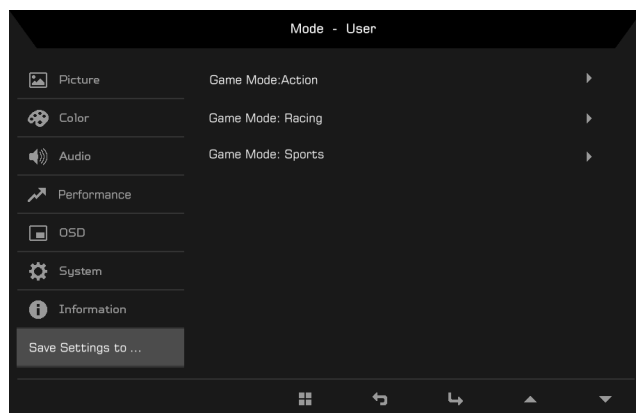 Mode - User
Picture
Color
Audio
Performance
OSD
System
Information
Save Settings to ...
Game Mode:Action
Game Mode: Racing
Game Mode: Sports